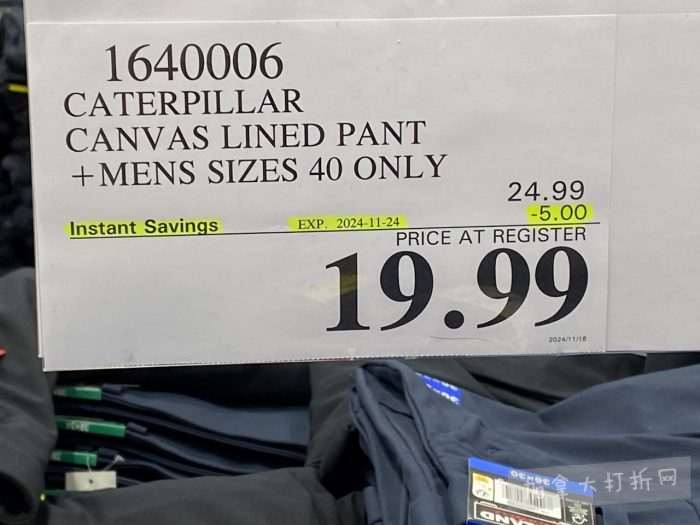 1640006
CATERPILLAR
CANVAS LINED PANT
+MENS SIZES 40 ONLY
24.99
Instant Savings EXP. 2024-11-24 -5.00
PRICE AT REGISTER
19.99
2024/11/18
拿大打折网